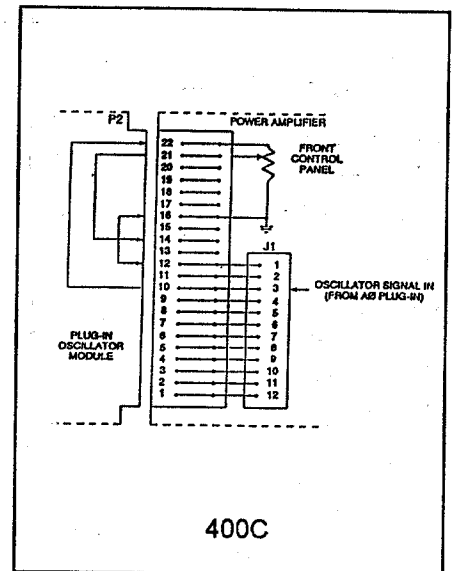 P2
POWER AMPLIFIER
22
21
20
19
18
17
16
15
14
13
12
11
10
9
8
7
6
5
4
3
2
1
FRONT
CONTROL
PANEL
J1
1
2
3
4
5
6
7
8
9
10
11
12
OSCILLATOR SIGNAL IN
(FROM AØ PLUG-IN)
PLUG-IN
OSCILLATOR
MODULE
400C